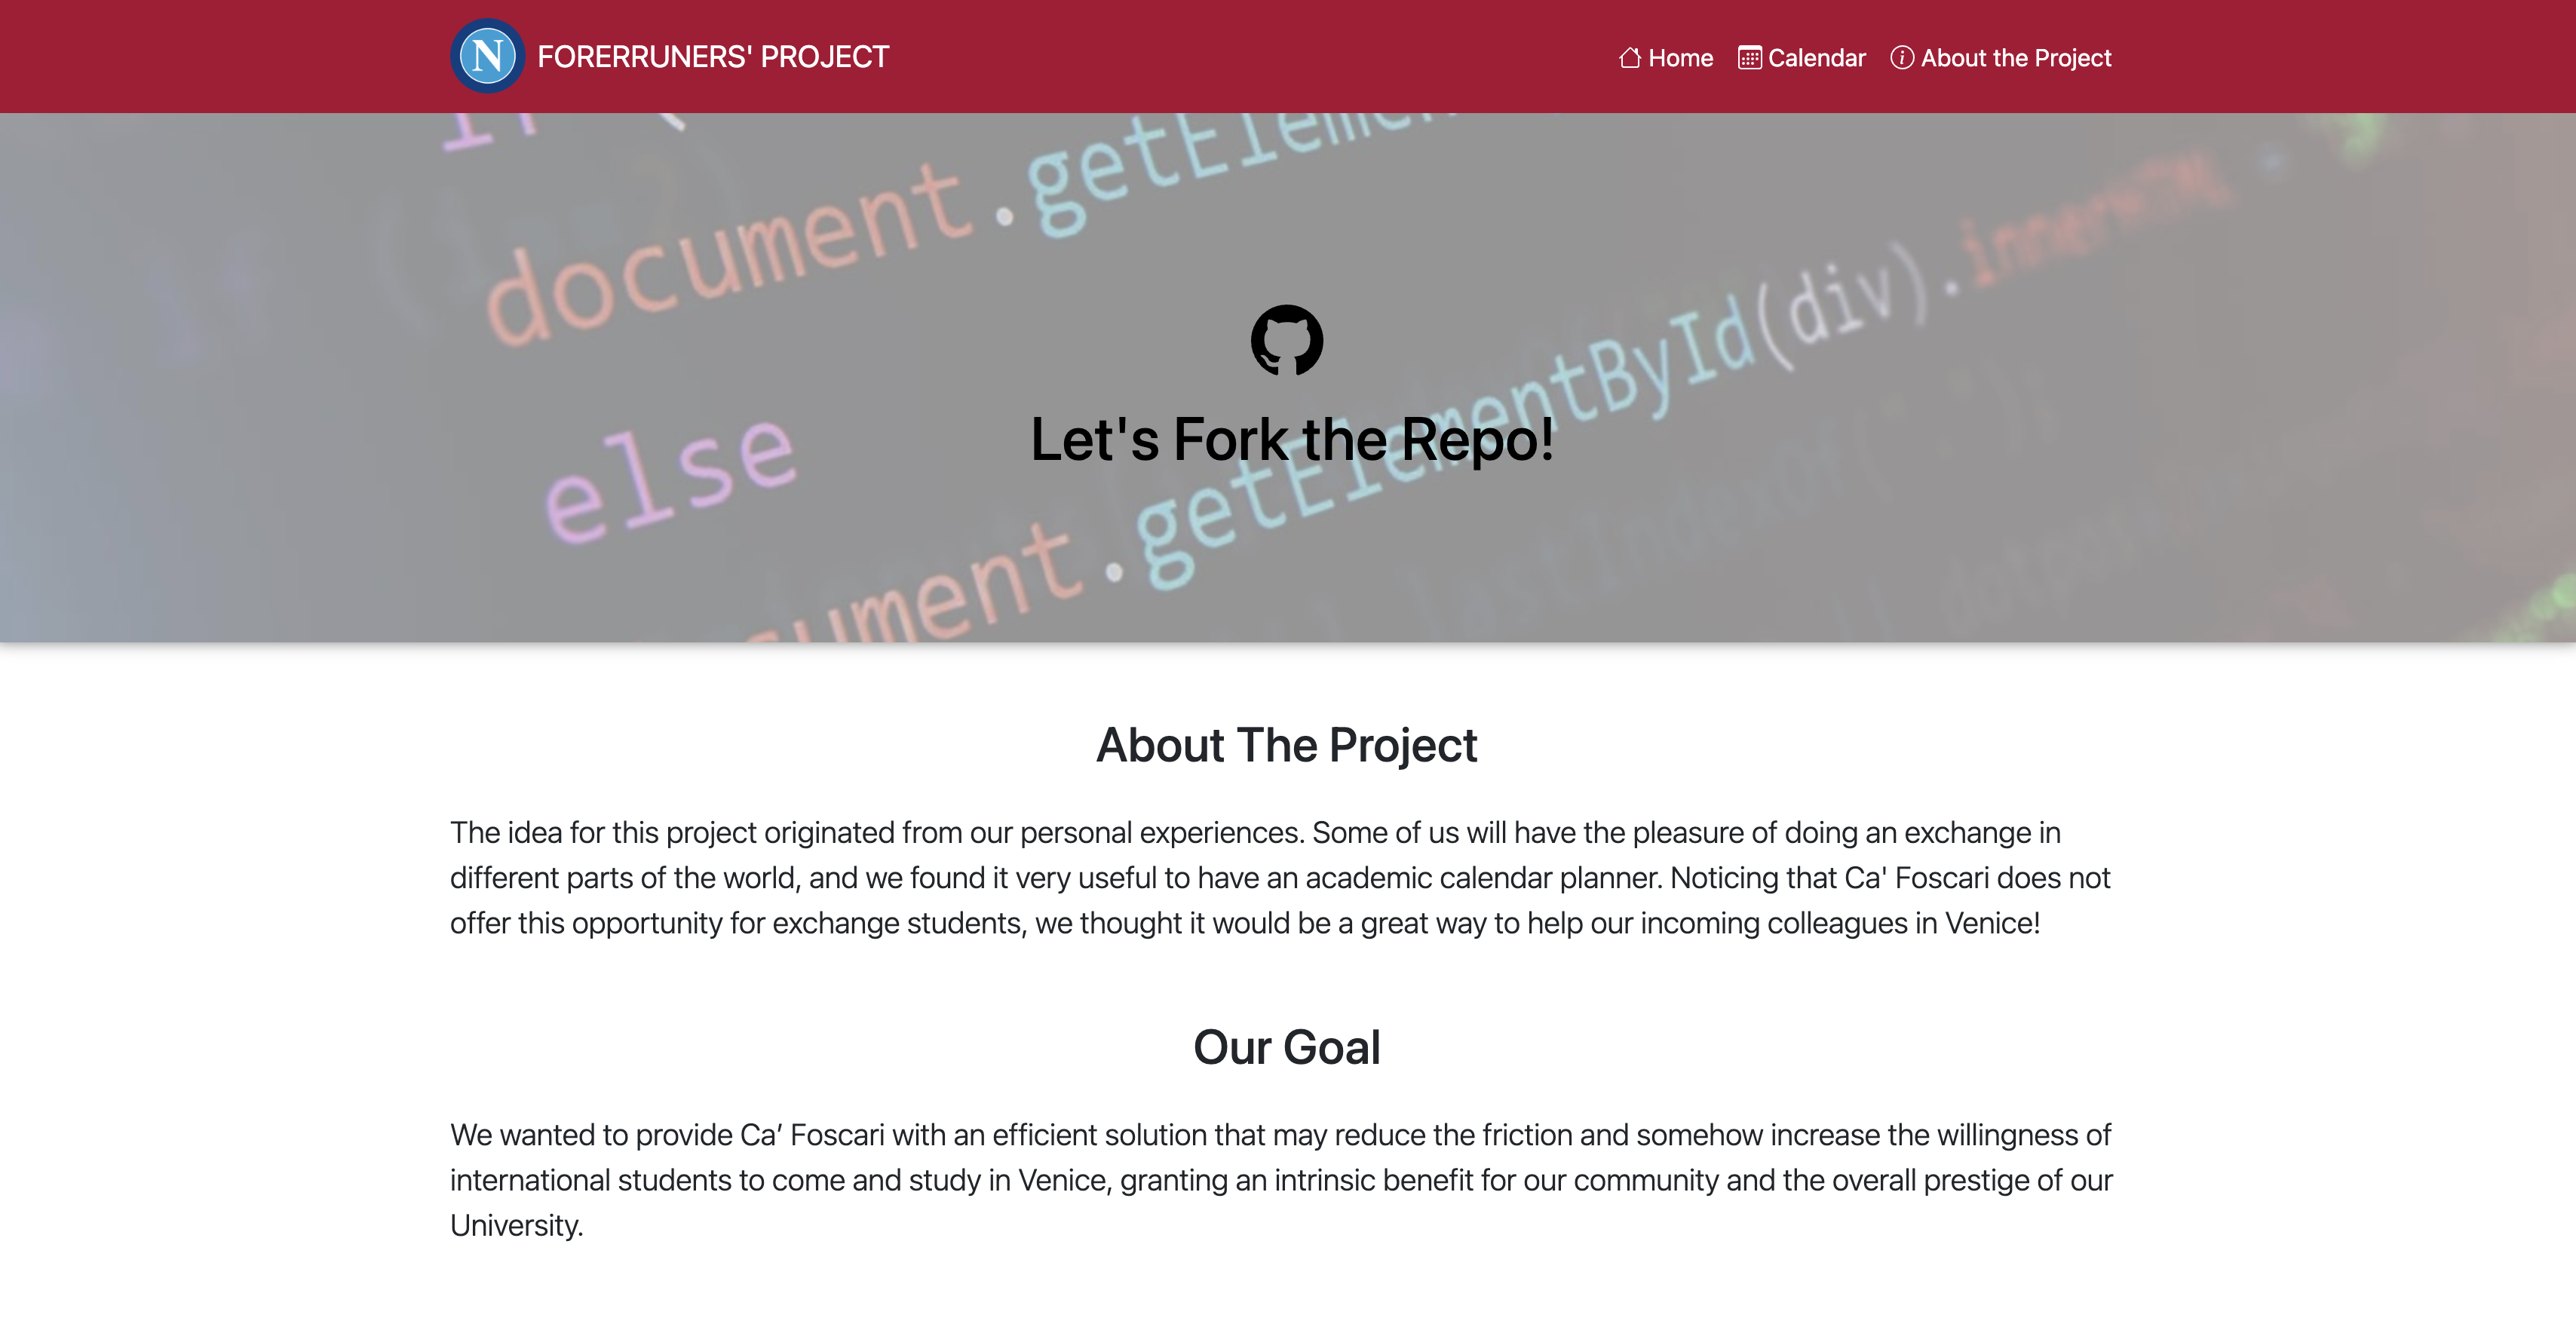 N FORERRUNERS' PROJECT
Home Calendar About the Project
document.getElemen
else
document.getElementById(div).innerHTML
Let's Fork the Repo!
About The Project
The idea for this project originated from our personal experiences. Some of us will have the pleasure of doing an exchange in
different parts of the world, and we found it very useful to have an academic calendar planner. Noticing that Ca' Foscari does not
offer this opportunity for exchange students, we thought it would be a great way to help our incoming colleagues in Venice!
Our Goal
We wanted to provide Ca’ Foscari with an efficient solution that may reduce the friction and somehow increase the willingness of
international students to come and study in Venice, granting an intrinsic benefit for our community and the overall prestige of our
University.